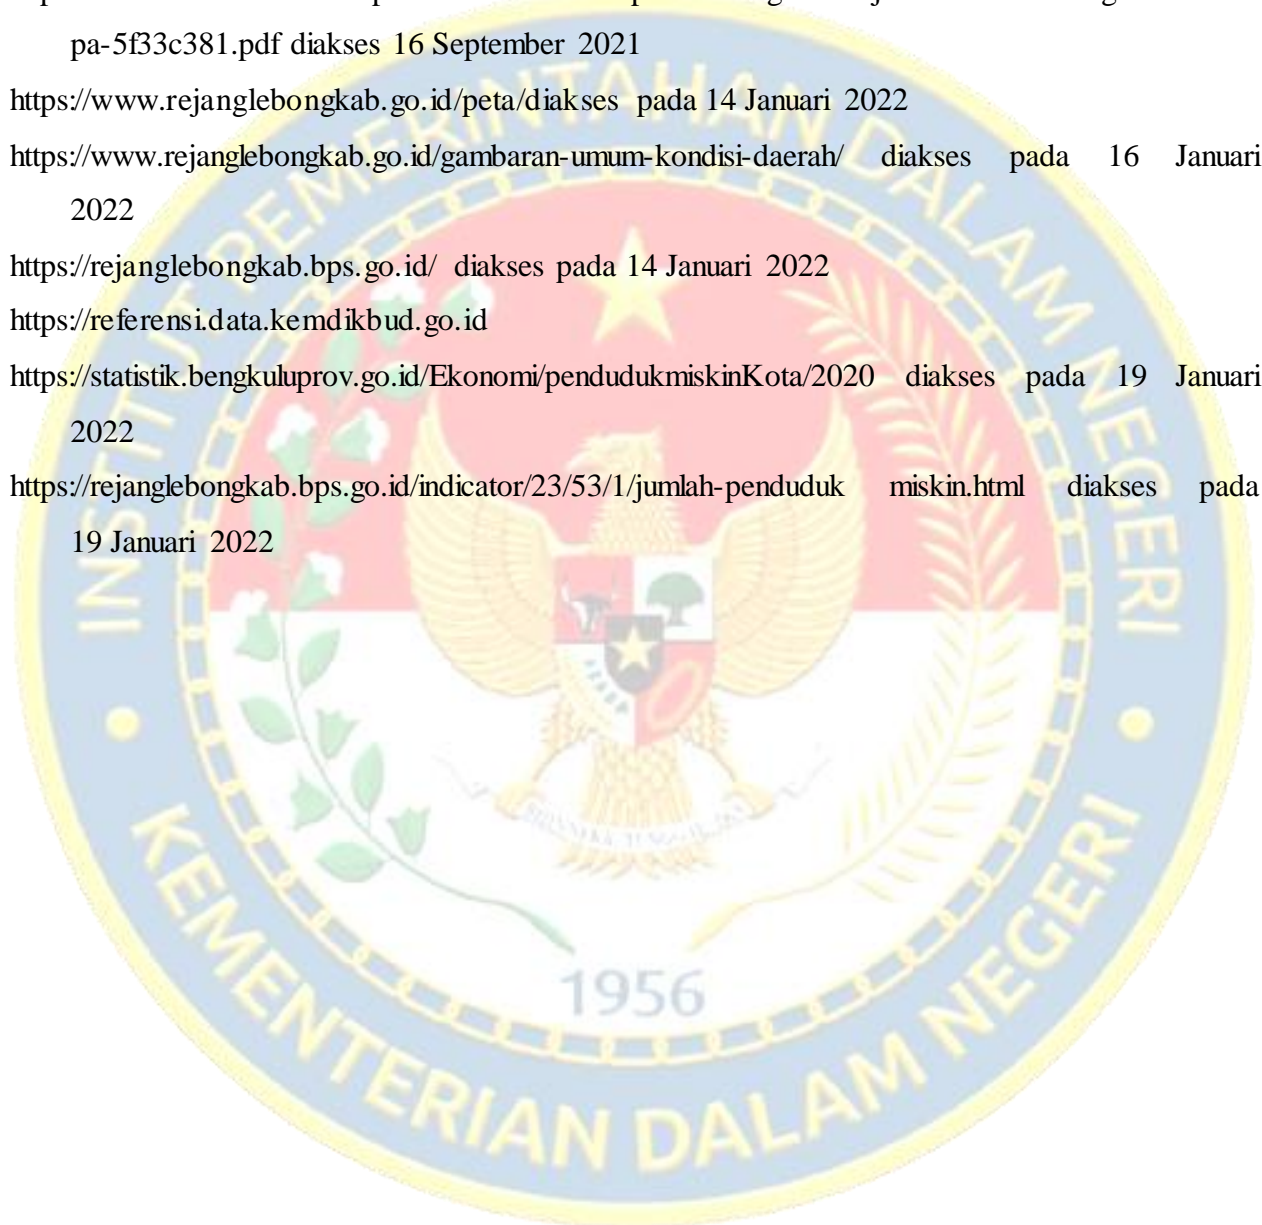 pa-5f33c381.pdf diakses 16 September 2021
https://www.rejanglebongkab.go.id/peta/diakses pada 14 Januari 2022
https://www.rejanglebongkab.go.id/gambaran-umum-kondisi-daerah/ diakses pada 16 Januari
2022
https://rejanglebongkab.bps.go.id/ diakses pada 14 Januari 2022
https://referensi.data.kemdikbud.go.id
https://statistik.bengkuluprov.go.id/Ekonomi/pendudukmiskinKota/2020 diakses pada 19 Januari
2022
https://rejanglebongkab.bps.go.id/indicator/23/53/1/jumlah-penduduk miskin.html diakses pada
19 Januari 2022
INSTITUT PEMERINTAHAN DALAM NEGERI
1956
KEMENTERIAN DALAM NEGERI